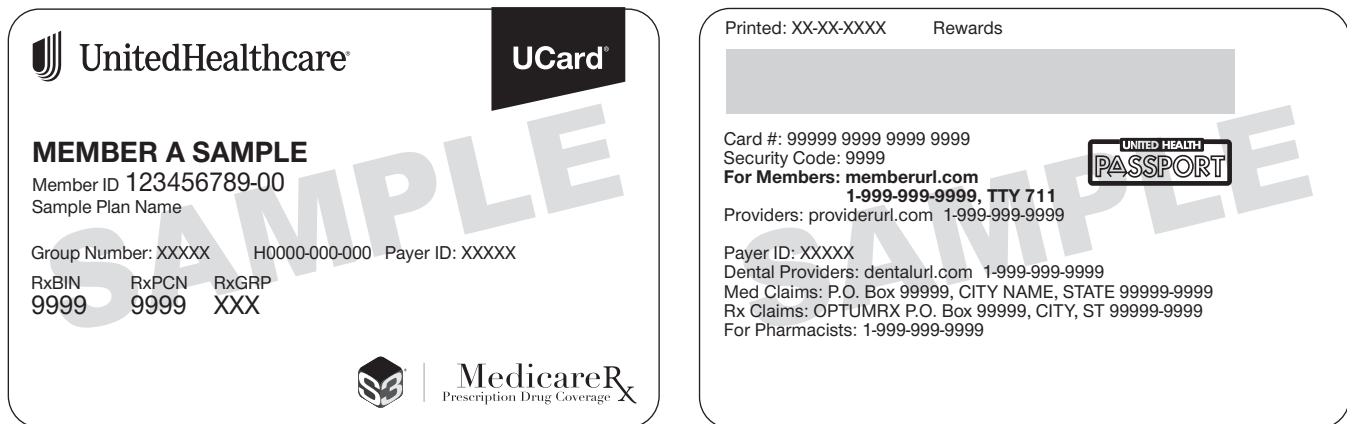 UnitedHealthcare®
UCard®
SAMPLE
MEMBER A SAMPLE
Member ID 123456789-00
Sample Plan Name
Group Number: XXXXX H0000-000-000 Payer ID: XXXXX
RxBIN RxPCN RxGRP
9999 9999 XXX
S3
MedicareRx
Prescription Drug Coverage
Printed: XX-XX-XXXX Rewards
SAMPLE
Card #: 99999 9999 9999 9999
Security Code: 9999
UNITED HEALTH
PASSPORT
For Members: memberurl.com
1-999-999-9999, TTY 711
Providers: providerurl.com 1-999-999-9999
Payer ID: XXXXX
Dental Providers: dentalurl.com 1-999-999-9999
Med Claims: P.O. Box 99999, CITY NAME, STATE 99999-9999
Rx Claims: OPTUMRX P.O. Box 99999, CITY, ST 99999-9999
For Pharmacists: 1-999-999-9999